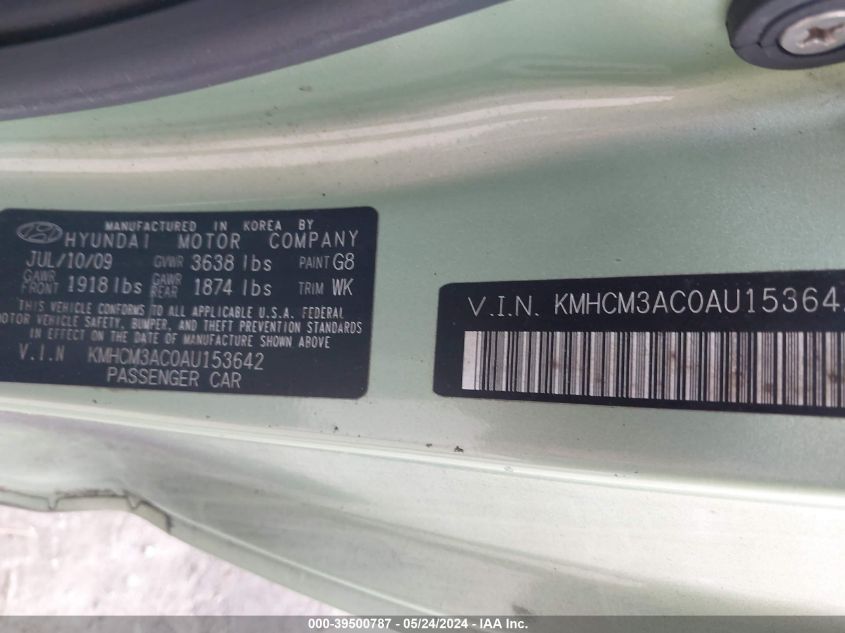 MANUFACTURED IN KOREA BY
HYUNDAI MOTOR COMPANY
JUL/10/09 GVWR 3638 lbs PAINT G8
GAWR FRONT 1918 lbs GAWR REAR 1874 lbs TRIM WK
THIS VEHICLE CONFORMS TO ALL APPLICABLE U.S.A. FEDERAL
MOTOR VEHICLE SAFETY, BUMPER, AND THEFT PREVENTION STANDARDS
IN EFFECT ON THE DATE OF MANUFACTURE SHOWN ABOVE
V.I.N KMHCM3AC0AU153642
PASSENGER CAR
V.I.N. KMHCM3AC0AU153642
000-39500787 - 05/24/2024 - IAA Inc.